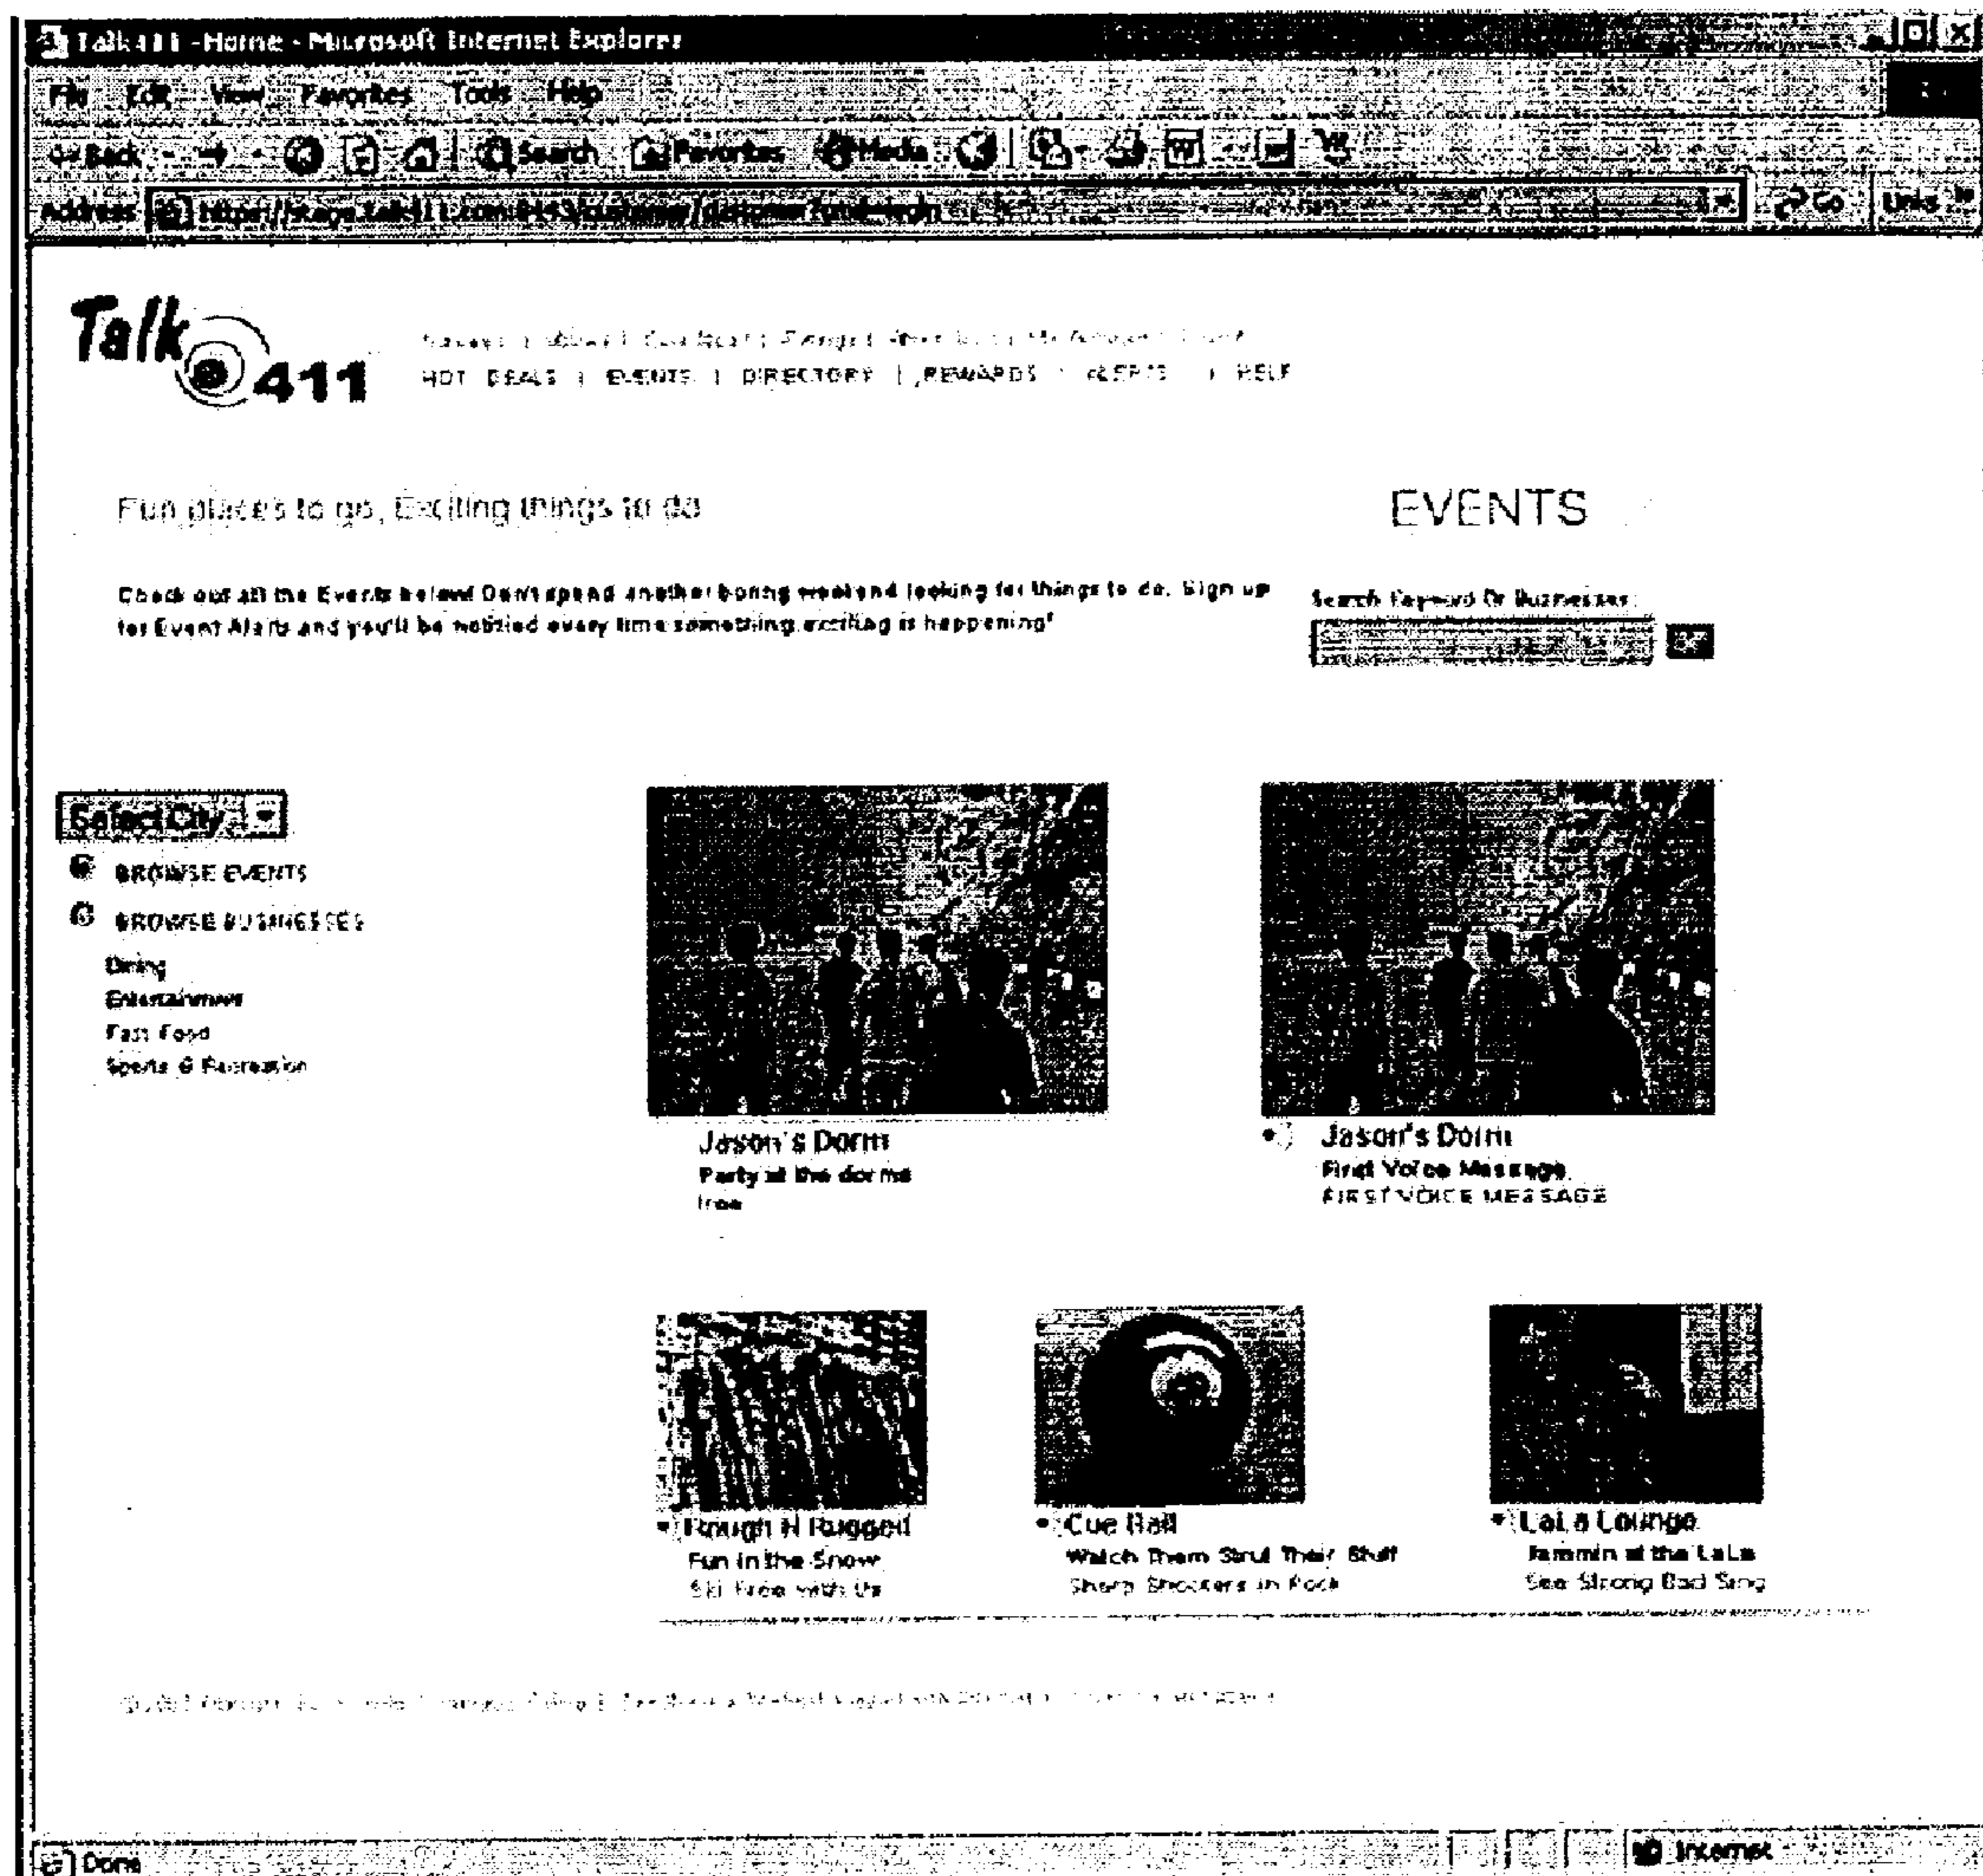 Talk411 - Home - Microsoft Internet Explorer
File Edit View Favorites Tools Help
Back Search Favorites Media
Address Go Links
Talk 411
HOT DEALS | EVENTS | DIRECTORY | REWARDS | ALERTS | HELP
Fun places to go, Exciting things to do
EVENTS
Check out all the Events below! Don't spend another boring weekend looking for things to do. Sign up
for Event Alerts and you'll be notified every time something exciting is happening!
Search Keyword Or Businesses:
Select City
BROWSE EVENTS
BROWSE BUSINESSES
Dining
Entertainment
Fast Food
Sports & Recreation
Jason's Dorm
Party at the dorms
free
Jason's Dorm
First Voice Message
FIRST VOICE MESSAGE
Rough N Rugged
Fun in the Snow
Ski Free with Us
Cue Ball
Watch Them Strut Their Stuff
Sharp Shooters in Pock
LaLa Lounge
Jammin at the LaLa
See Strong Bad Sing
Done
Internet